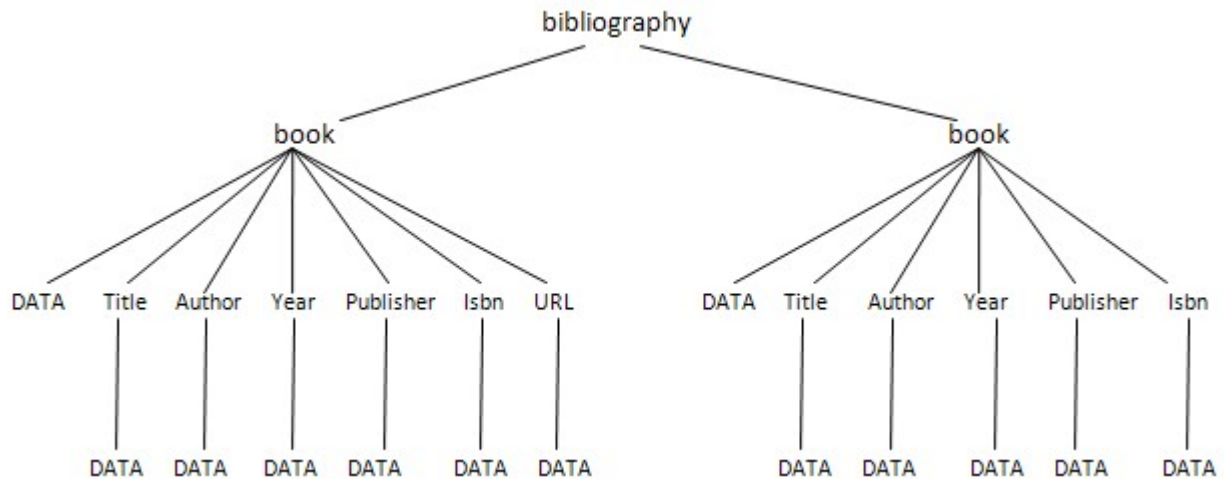 bibliography
book book
DATA Title Author Year Publisher Isbn URL DATA Title Author Year Publisher Isbn
DATA DATA DATA DATA DATA DATA DATA DATA DATA DATA DATA